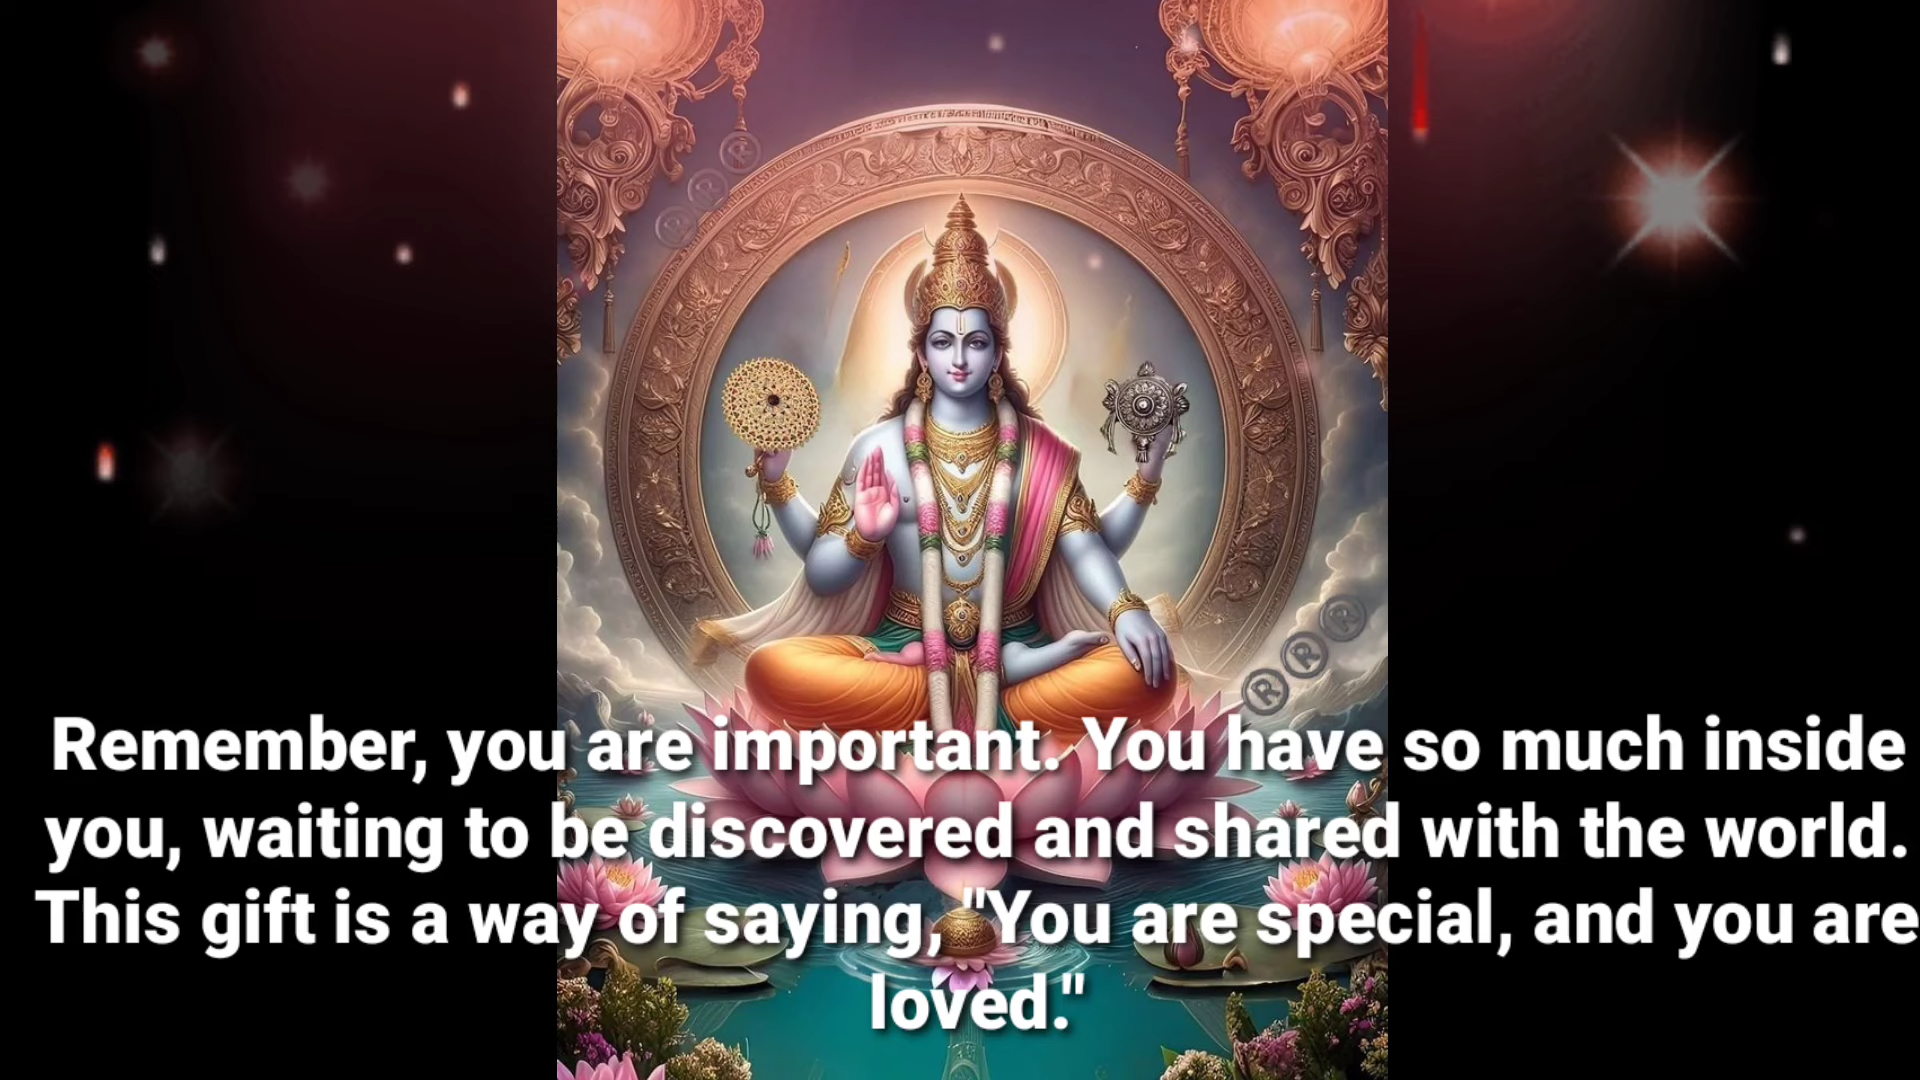 Remember, you are important. You have so much inside
you, waiting to be discovered and shared with the world.
This gift is a way of saying, "You are special, and you are
loved."
®®®
®®®